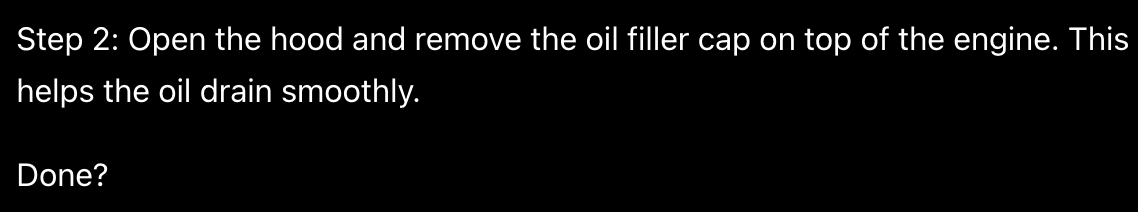 Step 2: Open the hood and remove the oil filler cap on top of the engine. This
helps the oil drain smoothly.
Done?